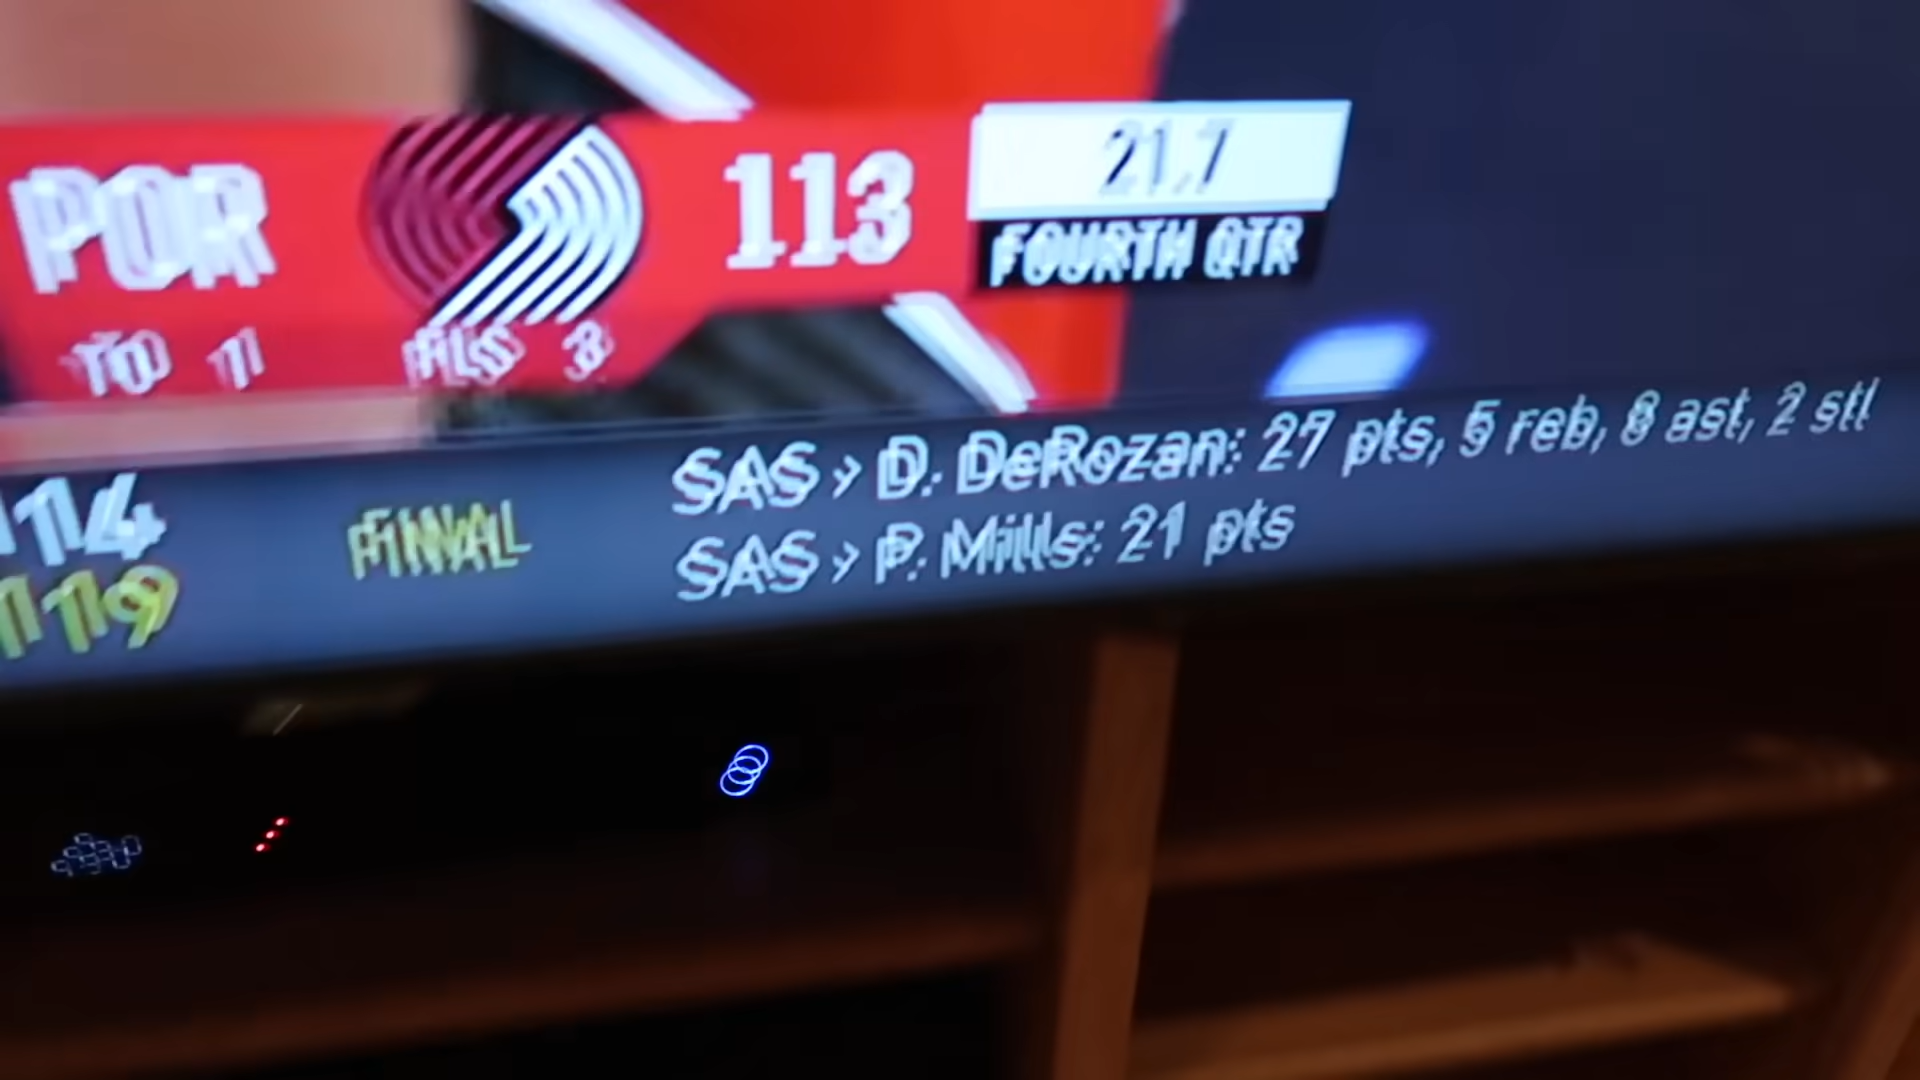 POR 113 21.7
FOURTH QTR
TO 1 FLS 3
SAS > D. DeRozan: 27 pts, 5 reb, 8 ast, 2 stl
114 FINAL
SAS > P. Mills: 21 pts
119